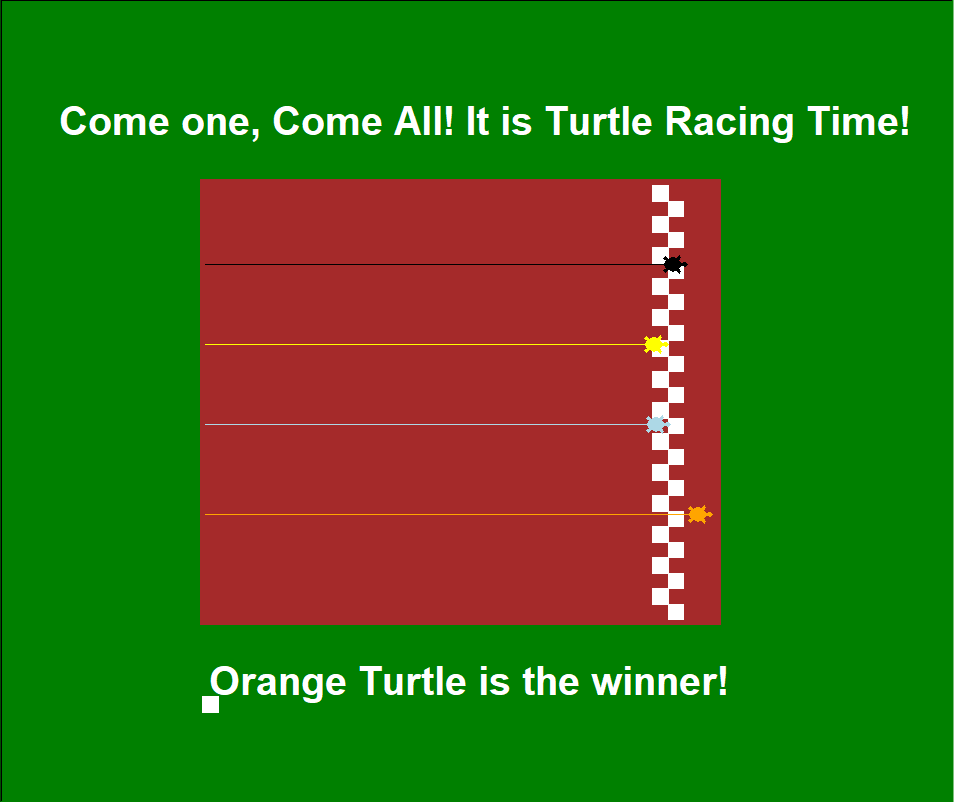 Come one, Come All! It is Turtle Racing Time!
Orange Turtle is the winner!